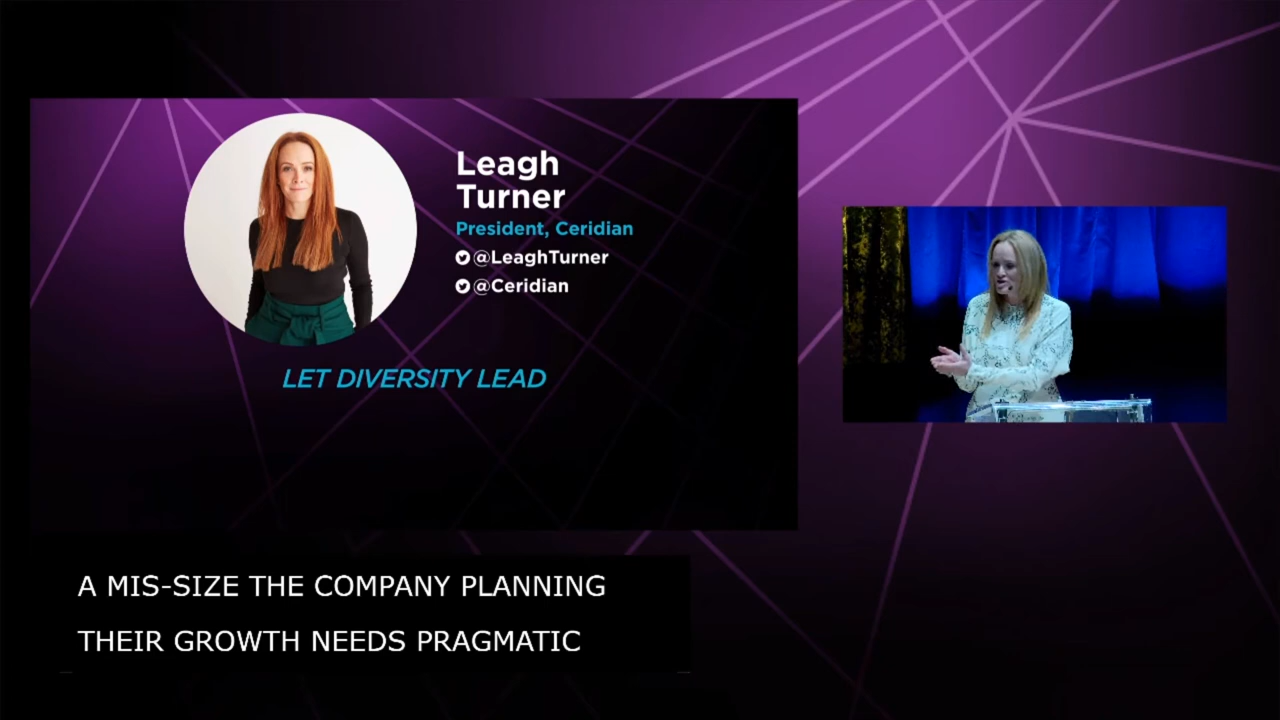 Leagh
Turner
President, Ceridian
@LeaghTurner
@Ceridian
LET DIVERSITY LEAD
A MIS-SIZE THE COMPANY PLANNING
THEIR GROWTH NEEDS PRAGMATIC